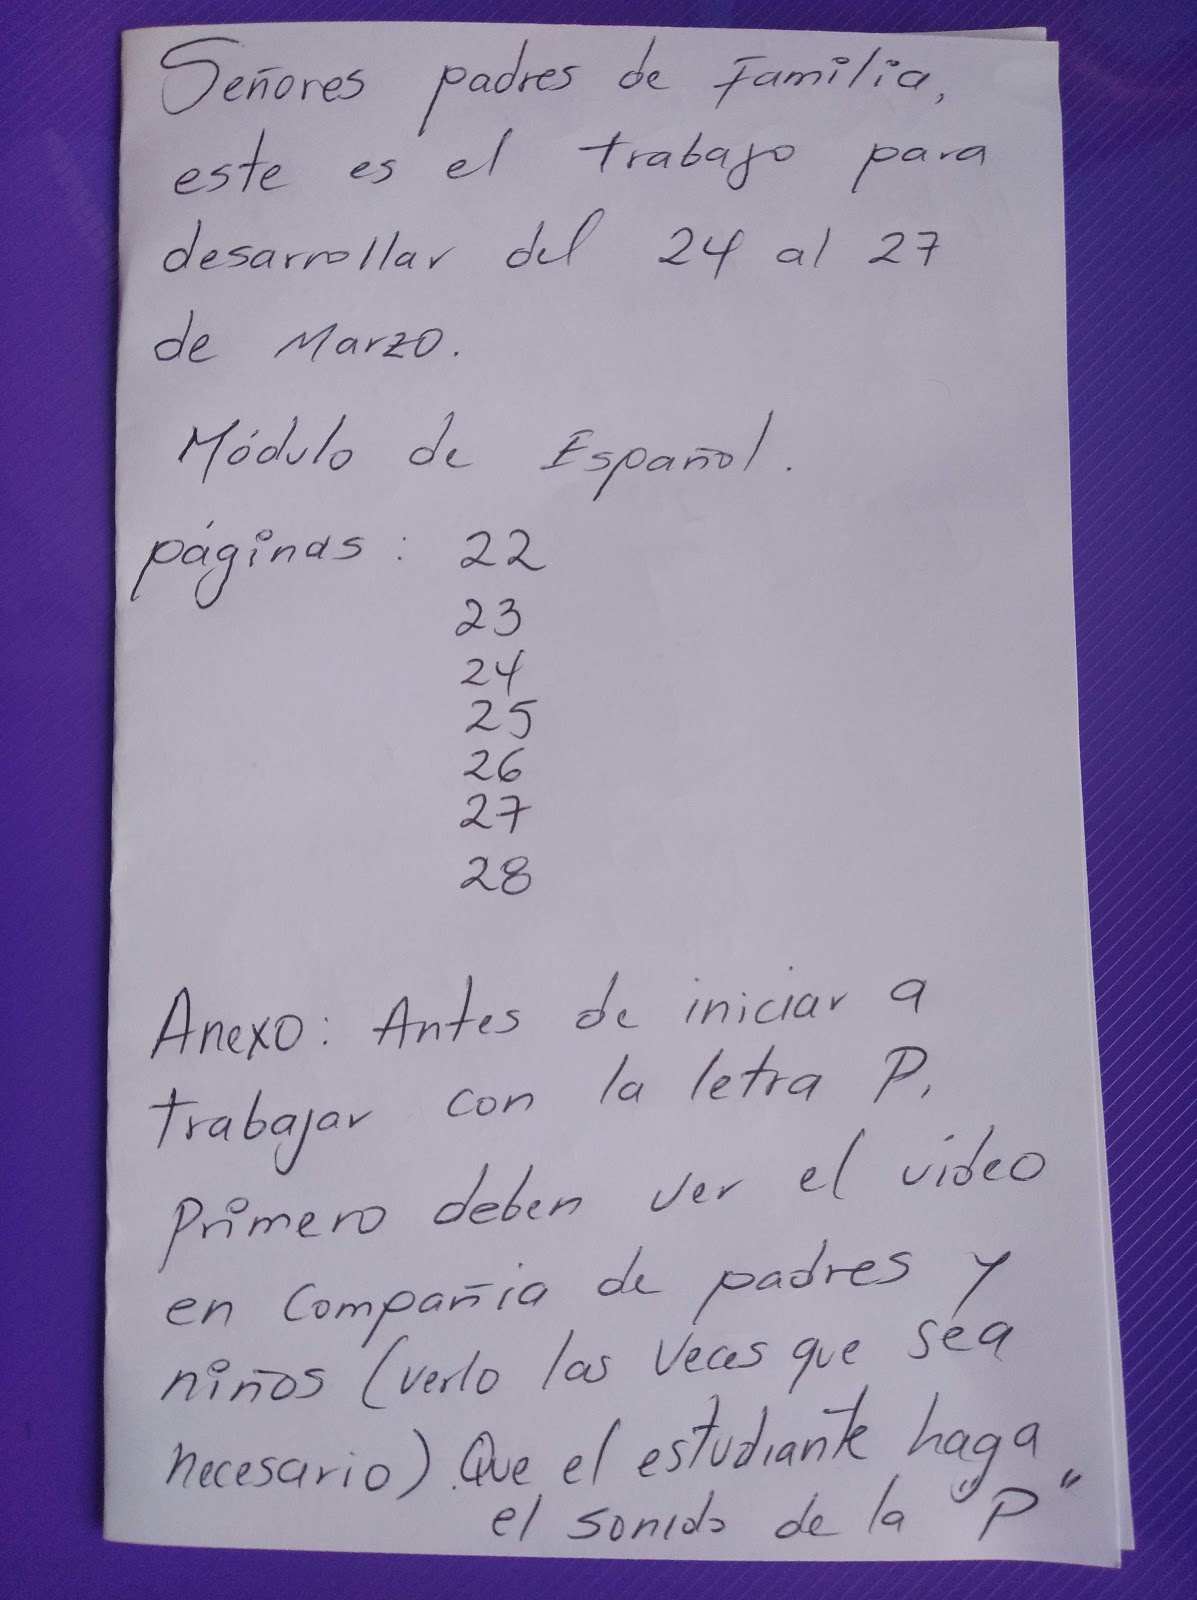 Señores padres de Familia,
este es el trabajo para
desarrollar del 24 al 27
de Marzo.
Módulo de Español.
páginas: 22
23
24
25
26
27
28
Anexo: Antes de iniciar a
trabajar con la letra P,
primero deben ver el video
en compañia de padres y
niños (verlo las veces que sea
necesario). Que el estudiante haga
el sonido de la "P"